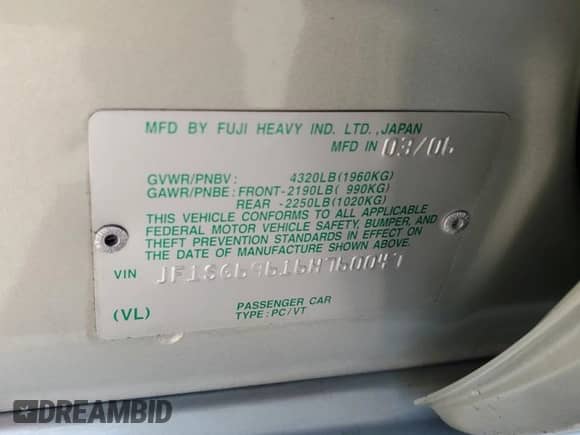 MFD BY FUJI HEAVY IND. LTD.,JAPAN
MFD IN 03/06
GVWR/PNBV: 4320LB(1960KG)
GAWR/PNBE:FRONT-2190LB( 990KG)
REAR -2250LB(1020KG)
THIS VEHICLE CONFORMS TO ALL APPLICABLE
FEDERAL MOTOR VEHICLE SAFETY, BUMPER, AND
THEFT PREVENTION STANDARDS IN EFFECT ON
THE DATE OF MANUFACTURE SHOWN ABOVE.
VIN JF1SG69616H760047
(VL) PASSENGER CAR
TYPE:PC/VT
DREAMBID